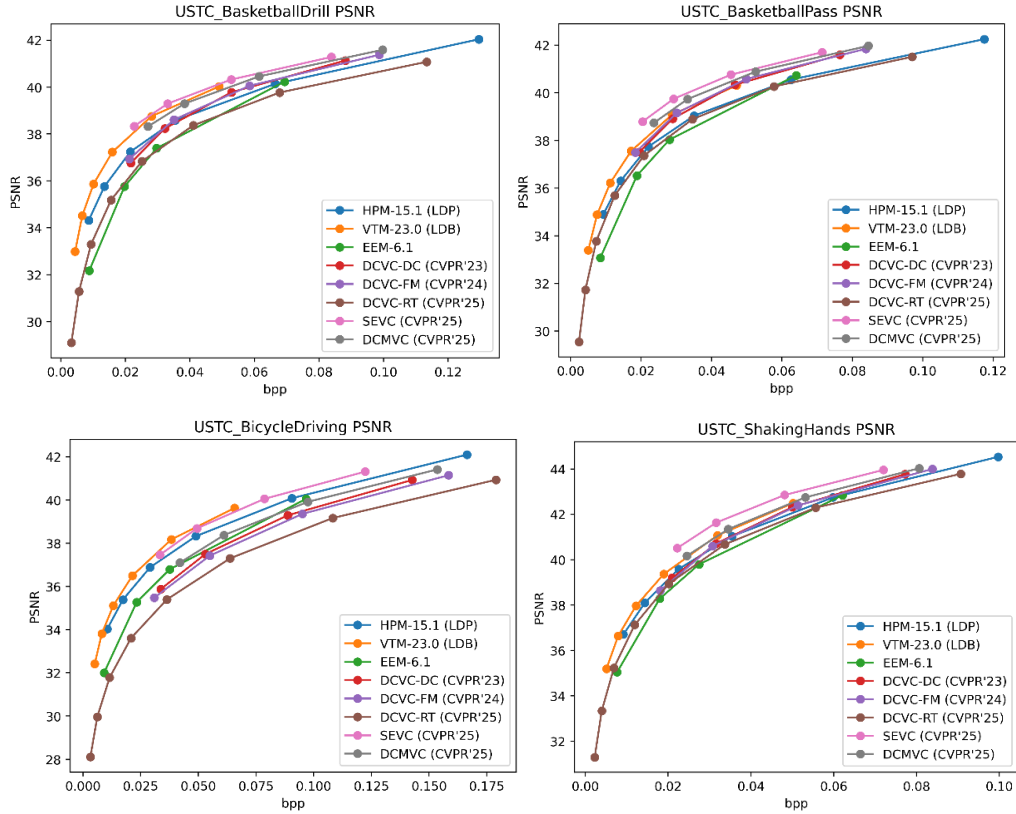 USTC_BasketballDrill PSNR
PSNR
42
40
38
36
34
32
30
HPM-15.1 (LDP)
VTM-23.0 (LDB)
EEM-6.1
DCVC-DC (CVPR'23)
DCVC-FM (CVPR'24)
DCVC-RT (CVPR'25)
SEVC (CVPR'25)
DCMVC (CVPR'25)
0.00 0.02 0.04 0.06 0.08 0.10 0.12
bpp
USTC_BasketballPass PSNR
PSNR
42
40
38
36
34
32
30
HPM-15.1 (LDP)
VTM-23.0 (LDB)
EEM-6.1
DCVC-DC (CVPR'23)
DCVC-FM (CVPR'24)
DCVC-RT (CVPR'25)
SEVC (CVPR'25)
DCMVC (CVPR'25)
0.00 0.02 0.04 0.06 0.08 0.10 0.12
bpp
USTC_BicycleDriving PSNR
PSNR
42
40
38
36
34
32
30
28
HPM-15.1 (LDP)
VTM-23.0 (LDB)
EEM-6.1
DCVC-DC (CVPR'23)
DCVC-FM (CVPR'24)
DCVC-RT (CVPR'25)
SEVC (CVPR'25)
DCMVC (CVPR'25)
0.000 0.025 0.050 0.075 0.100 0.125 0.150 0.175
bpp
USTC_ShakingHands PSNR
PSNR
44
42
40
38
36
34
32
HPM-15.1 (LDP)
VTM-23.0 (LDB)
EEM-6.1
DCVC-DC (CVPR'23)
DCVC-FM (CVPR'24)
DCVC-RT (CVPR'25)
SEVC (CVPR'25)
DCMVC (CVPR'25)
0.00 0.02 0.04 0.06 0.08 0.10
bpp